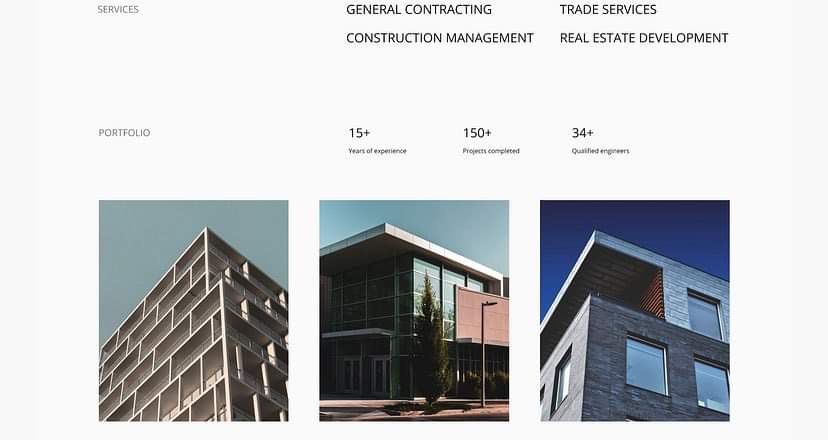 SERVICES
GENERAL CONTRACTING
TRADE SERVICES
CONSTRUCTION MANAGEMENT
REAL ESTATE DEVELOPMENT
PORTFOLIO
15+
150+
34+
Years of experience
Projects completed
Qualified engineers